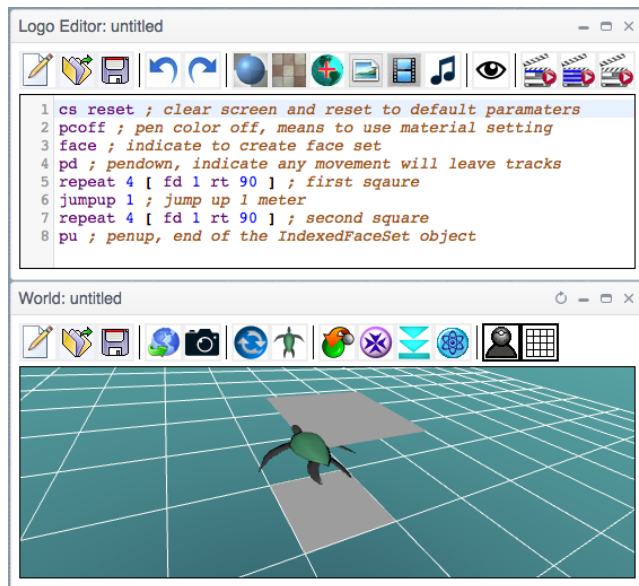 Logo Editor: untitled
1 cs reset ; clear screen and reset to default paramaters
2 pcoff ; pen color off, means to use material setting
3 face ; indicate to create face set
4 pd ; pendown, indicate any movement will leave tracks
5 repeat 4 [ fd 1 rt 90 ] ; first sqaure
6 jumpup 1 ; jump up 1 meter
7 repeat 4 [ fd 1 rt 90 ] ; second square
8 pu ; penup, end of the IndexedFaceSet object
World: untitled